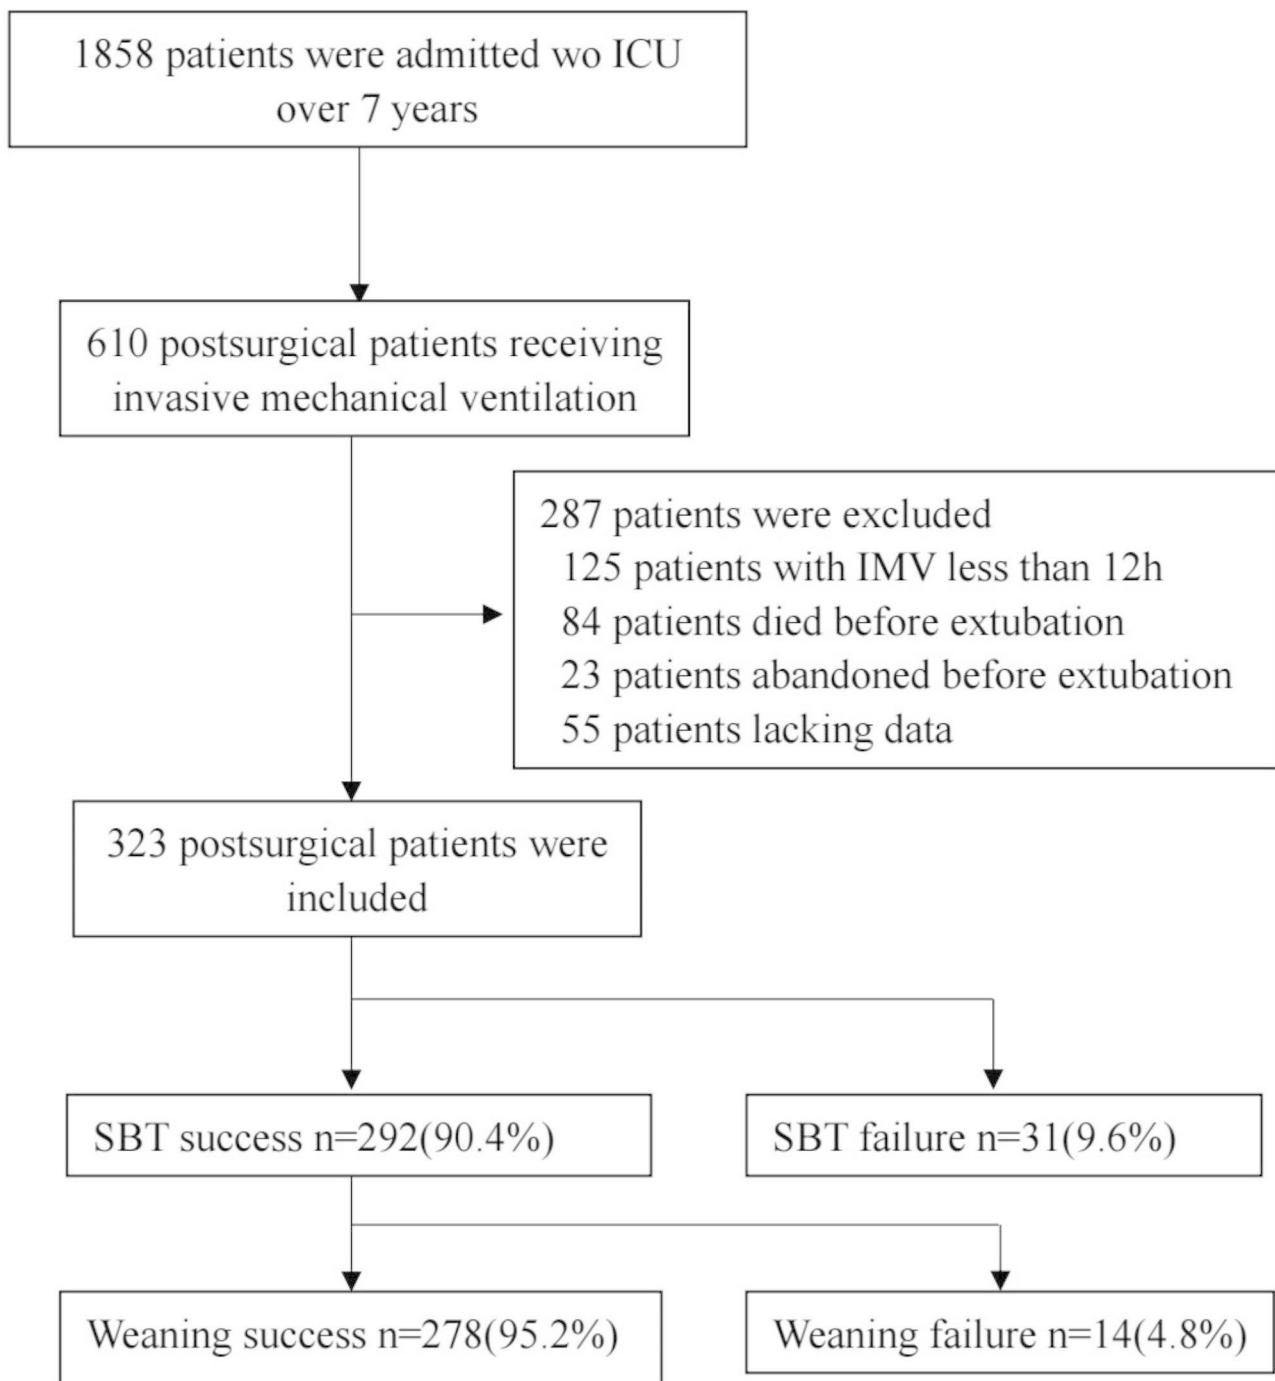 1858 patients were admitted wo ICU
over 7 years
610 postsurgical patients receiving
invasive mechanical ventilation
287 patients were excluded
125 patients with IMV less than 12h
84 patients died before extubation
23 patients abandoned before extubation
55 patients lacking data
323 postsurgical patients were
included
SBT success n=292(90.4%)
SBT failure n=31(9.6%)
Weaning success n=278(95.2%)
Weaning failure n=14(4.8%)